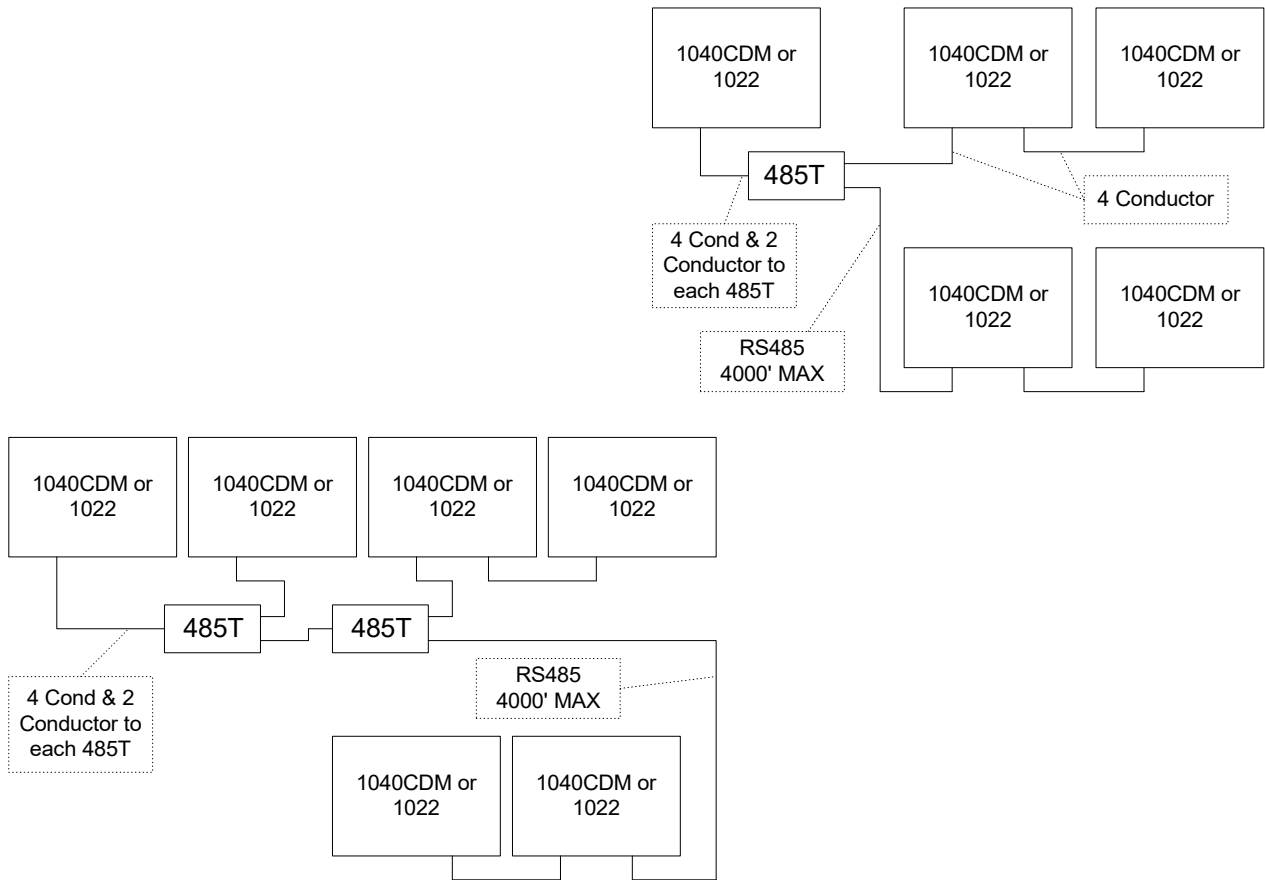 1040CDM or
1022
1040CDM or
1022
1040CDM or
1022
485T
4 Conductor
4 Cond & 2
Conductor to
each 485T
RS485
4000' MAX
1040CDM or
1022
1040CDM or
1022
1040CDM or
1022
1040CDM or
1022
1040CDM or
1022
1040CDM or
1022
485T
485T
4 Cond & 2
Conductor to
each 485T
RS485
4000' MAX
1040CDM or
1022
1040CDM or
1022